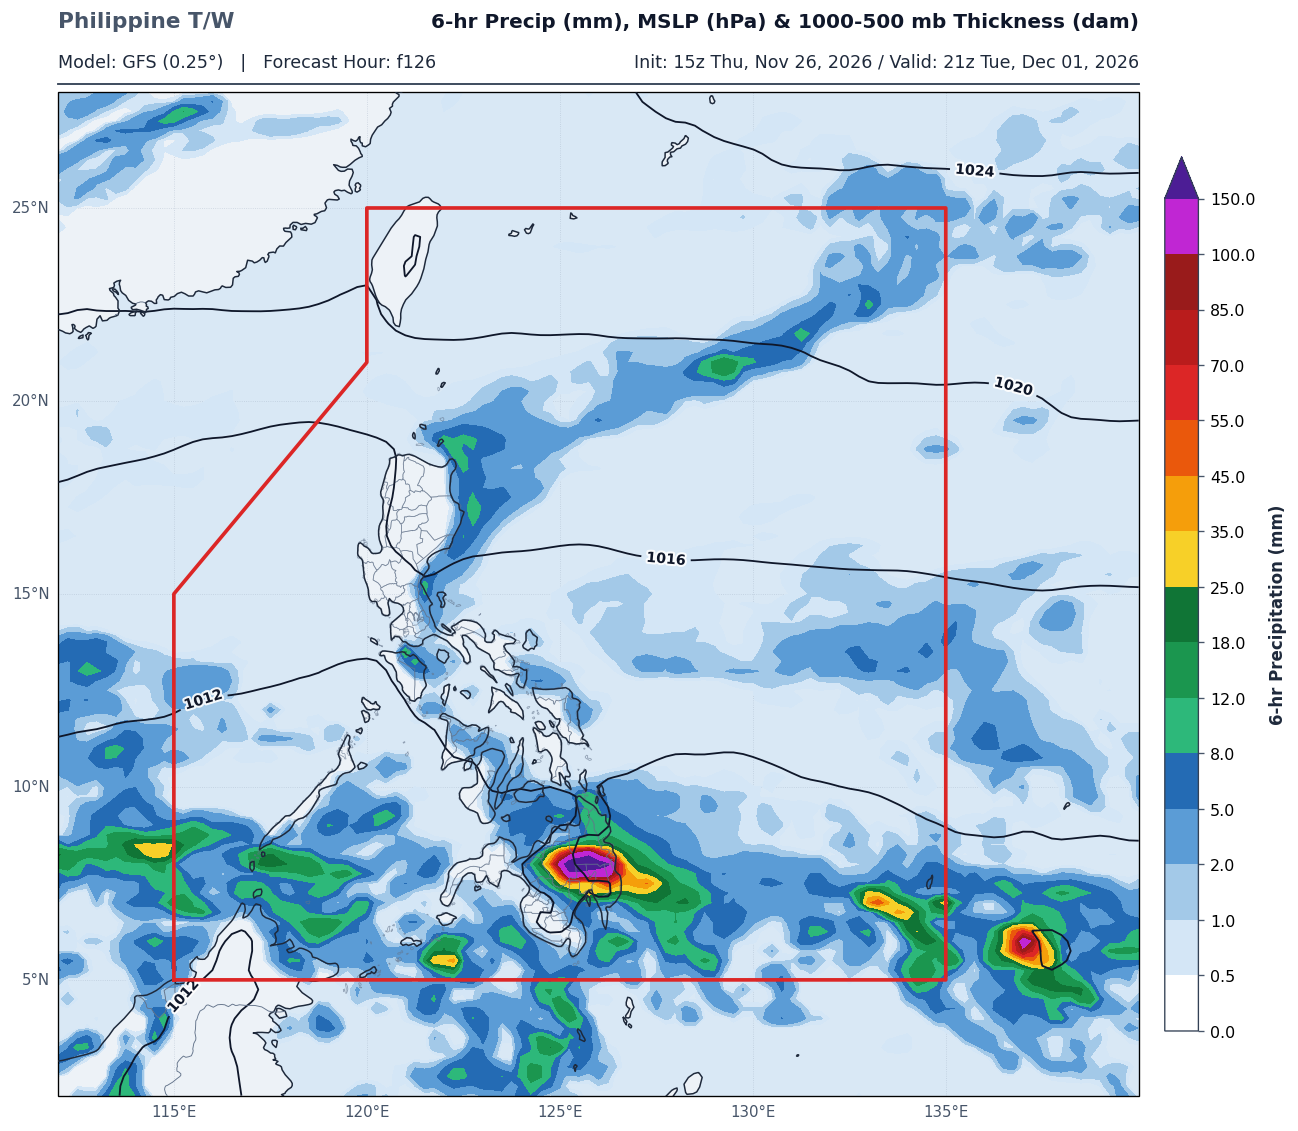 Philippine T/W
6-hr Precip (mm), MSLP (hPa) & 1000-500 mb Thickness (dam)
Model: GFS (0.25°) | Forecast Hour: f126
Init: 15z Thu, Nov 26, 2026 / Valid: 21z Tue, Dec 01, 2026
25°N
20°N
15°N
10°N
5°N
115°E
120°E
125°E
130°E
135°E
1024
1020
1016
1012
1012
150.0
100.0
85.0
70.0
55.0
45.0
35.0
25.0
18.0
12.0
8.0
5.0
2.0
1.0
0.5
0.0
6-hr Precipitation (mm)